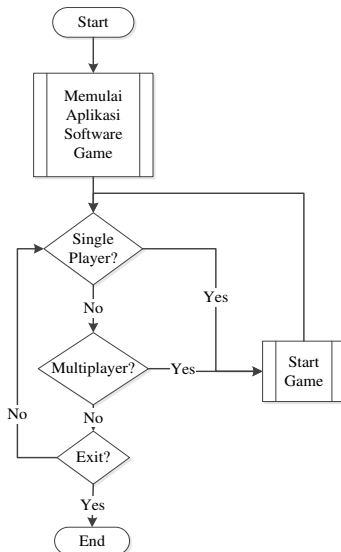 Start
Memulai
Aplikasi
Software
Game
Single
Player?
Yes
No
Multiplayer?
Yes
Start
Game
No
No
Exit?
Yes
End